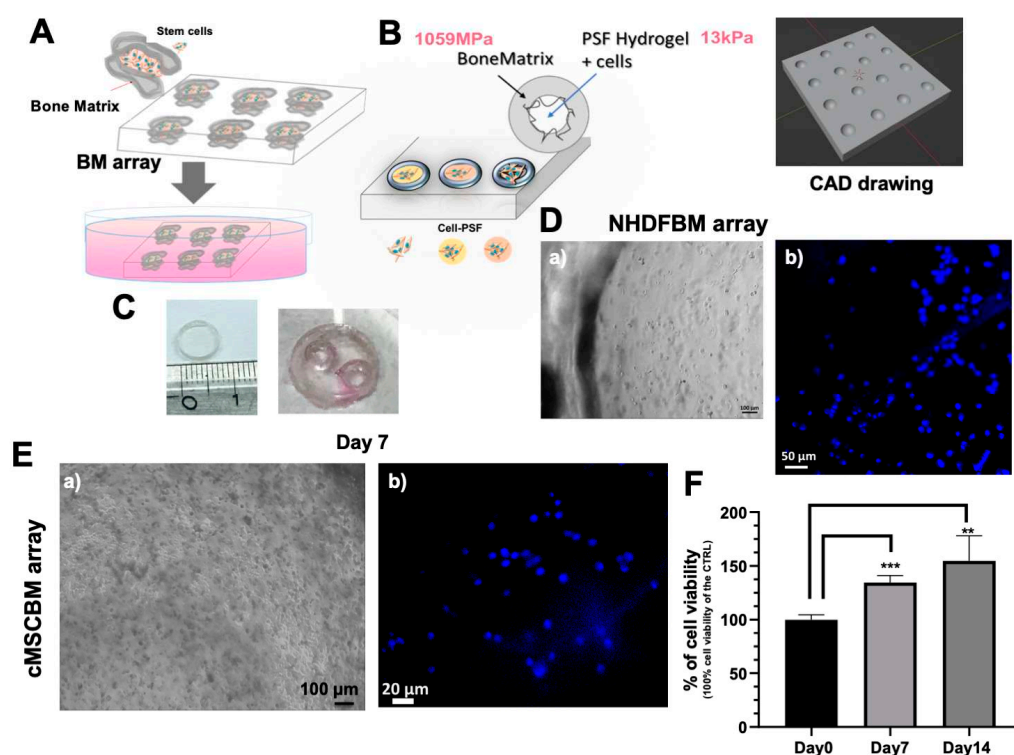 A
Stem cells
Bone Matrix
BM array
B
1059MPa
BoneMatrix
PSF Hydrogel
+ cells
13kPa
Cell-PSF
CAD drawing
C
0 1
D
NHDFBM array
a)
100 µm
b)
50 µm
Day 7
E
cMSCBM array
a)
100 µm
b)
20 µm
F
% of cell viability
(100% cell viability of the CTRL)
200
150
100
50
0
***
**
Day0 Day7 Day14